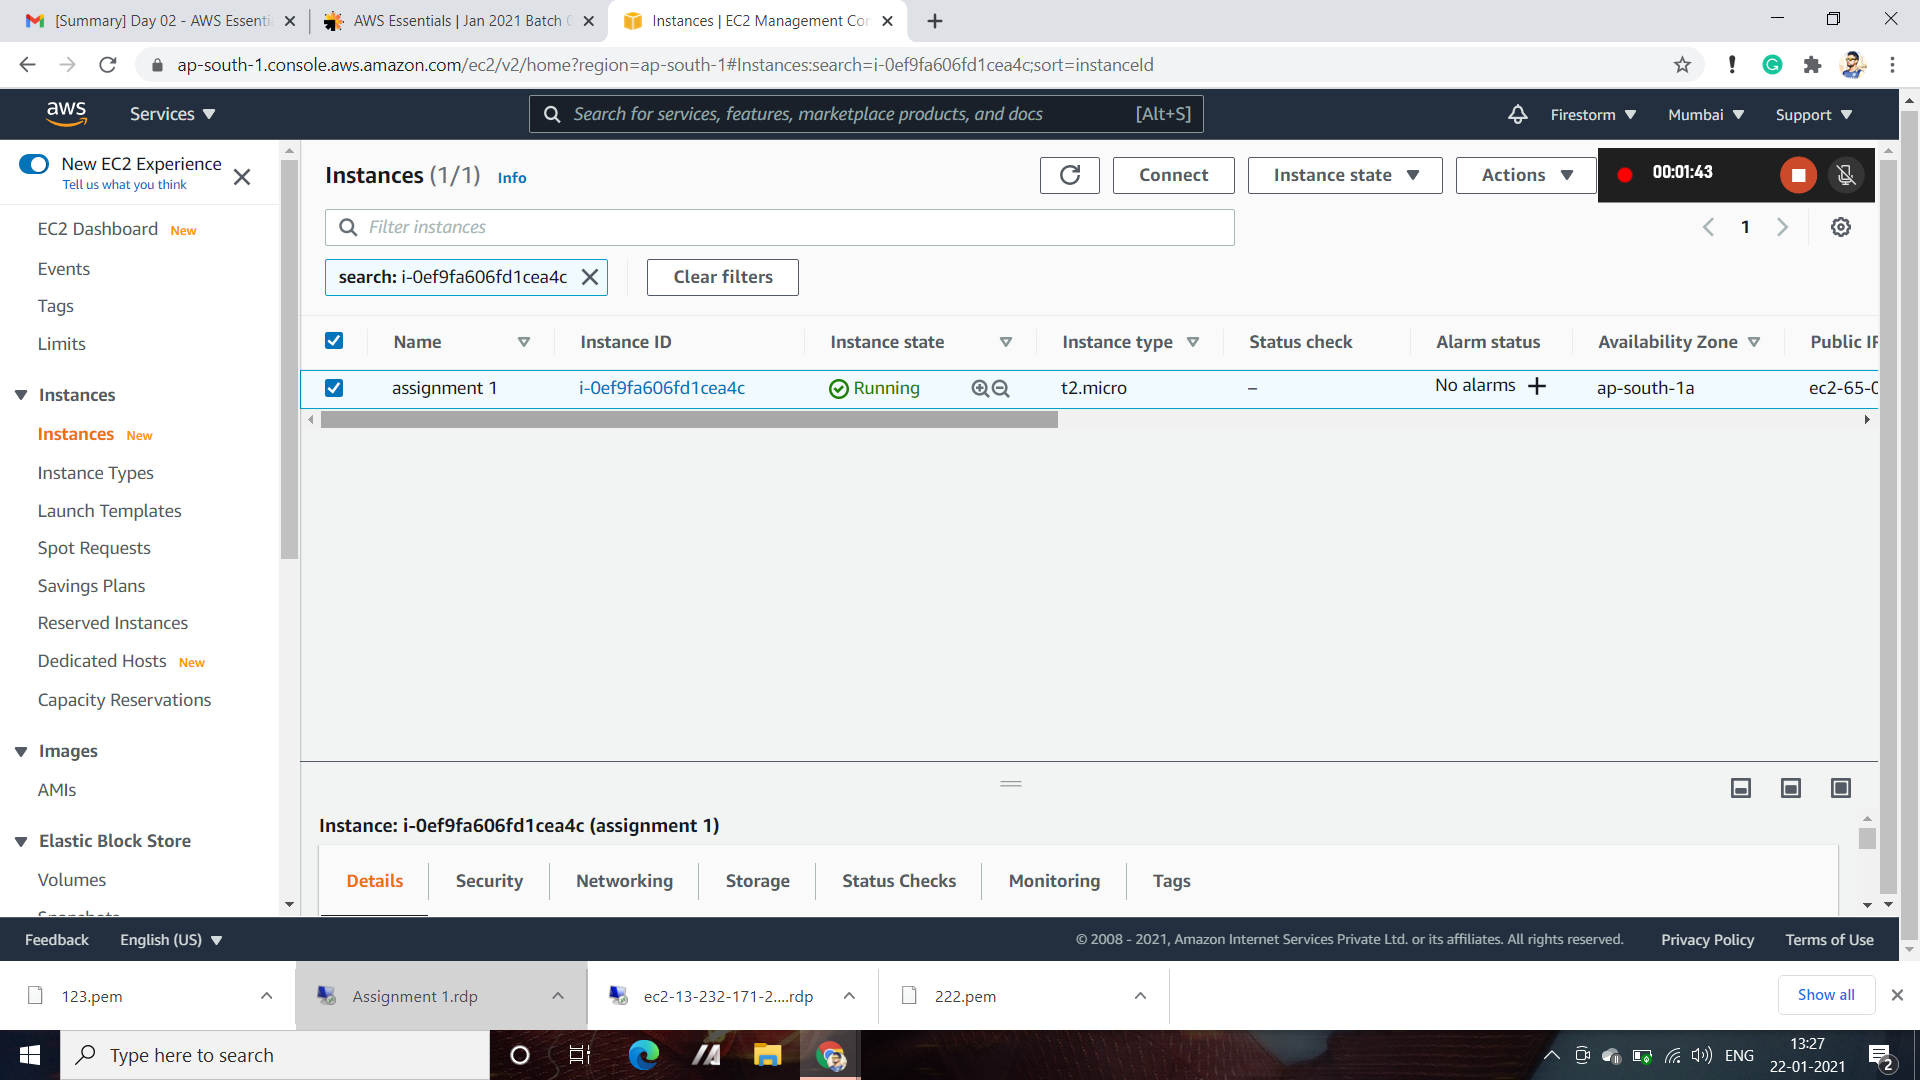 [Summary] Day 02 - AWS Essenti
AWS Essentials | Jan 2021 Batch
Instances | EC2 Management Con
ap-south-1.console.aws.amazon.com/ec2/v2/home?region=ap-south-1#Instances:search=i-0ef9fa606fd1cea4c;sort=instanceId
aws
Services
Search for services, features, marketplace products, and docs [Alt+S]
Firestorm
Mumbai
Support
New EC2 Experience
Tell us what you think
EC2 Dashboard New
Events
Tags
Limits
Instances
Instances New
Instance Types
Launch Templates
Spot Requests
Savings Plans
Reserved Instances
Dedicated Hosts New
Capacity Reservations
Images
AMIs
Elastic Block Store
Volumes
Snapshots
Instances (1/1) Info
Connect
Instance state
Actions
00:01:43
Filter instances
1
search: i-0ef9fa606fd1cea4c
Clear filters
Name Instance ID Instance state Instance type Status check Alarm status Availability Zone Public IP
assignment 1 i-0ef9fa606fd1cea4c Running t2.micro – No alarms + ap-south-1a ec2-65-0
Instance: i-0ef9fa606fd1cea4c (assignment 1)
Details Security Networking Storage Status Checks Monitoring Tags
Feedback English (US)
© 2008 - 2021, Amazon Internet Services Private Ltd. or its affiliates. All rights reserved. Privacy Policy Terms of Use
123.pem
Assignment 1.rdp
ec2-13-232-171-2....rdp
222.pem
Show all
Type here to search
ENG
13:27
22-01-2021
2